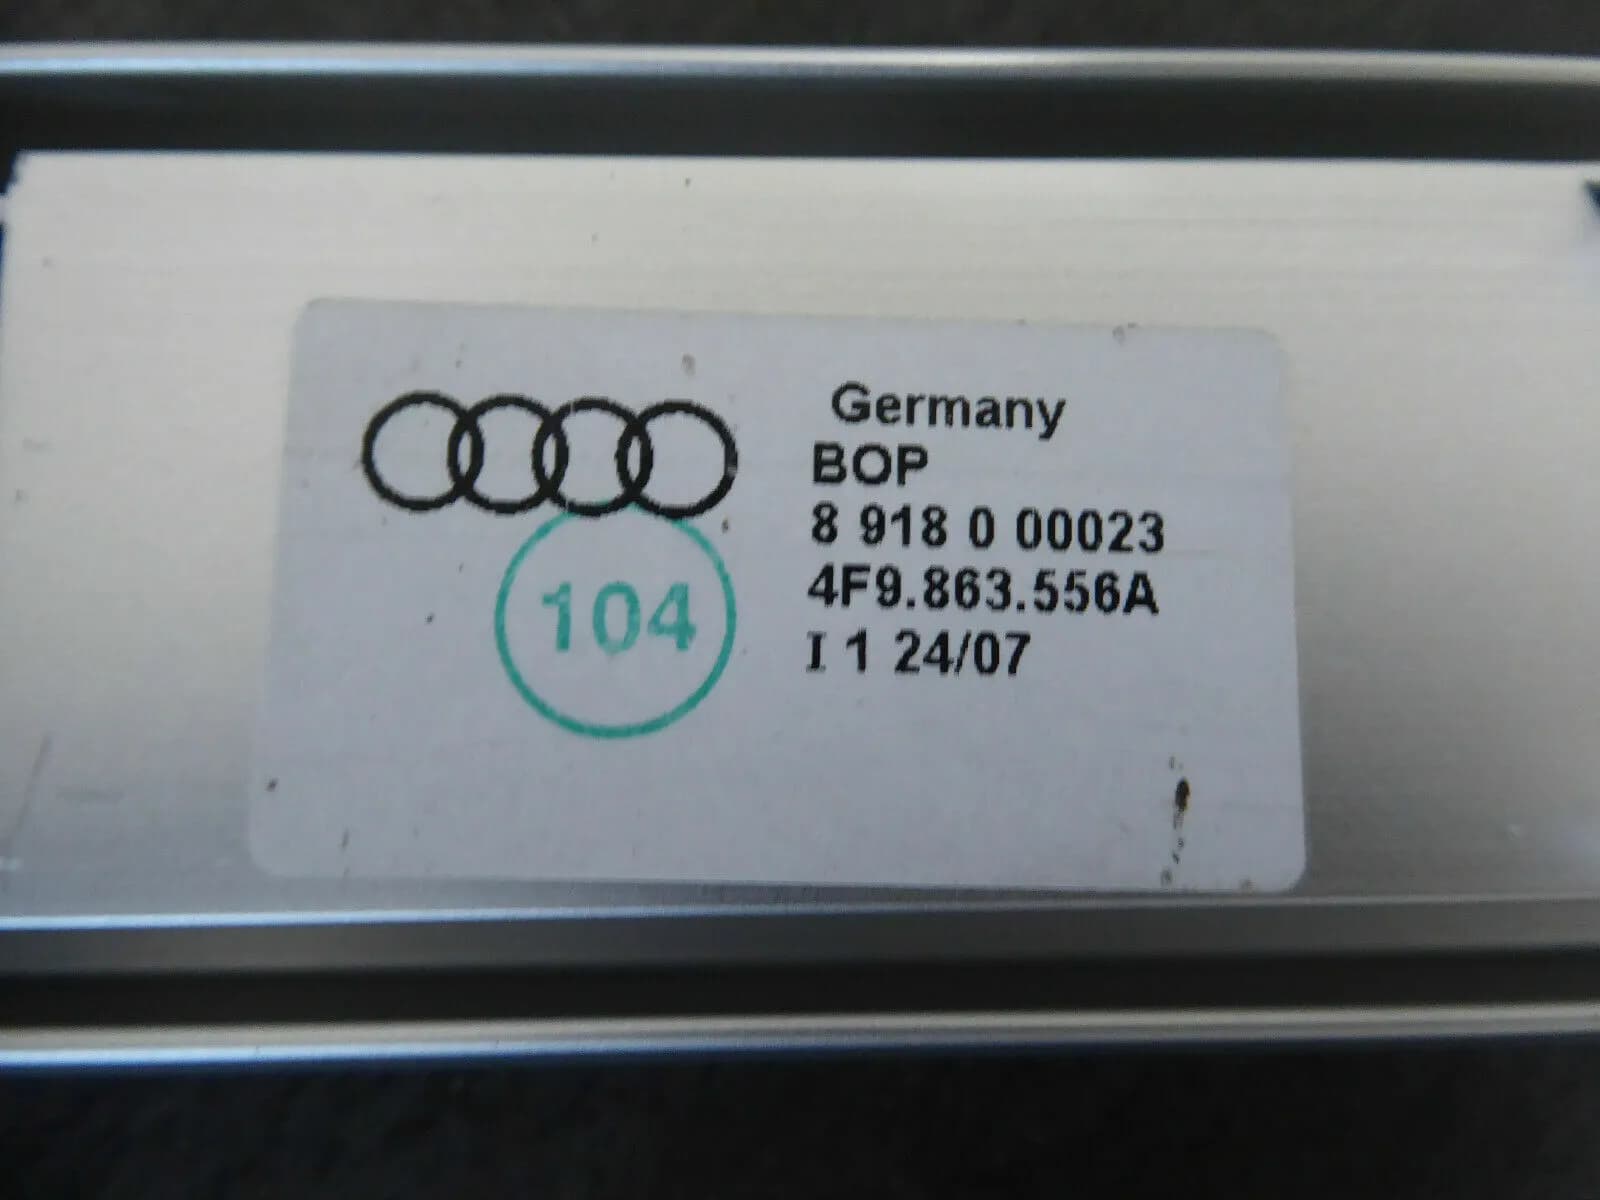 Germany
BOP
8 918 0 00023
4F9.863.556A
I 1 24/07
104